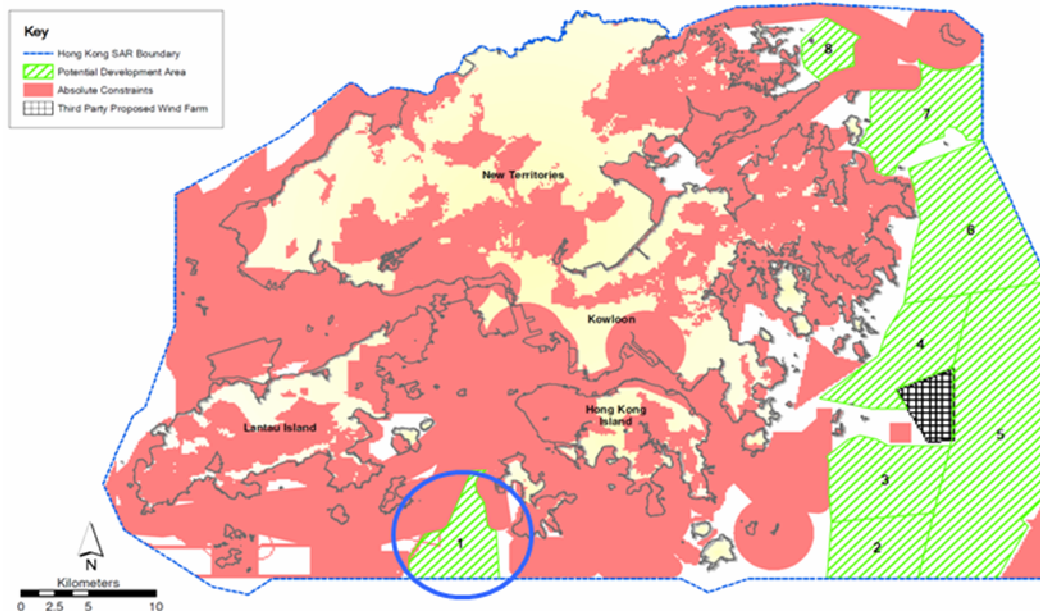 Key
Hong Kong SAR Boundary
Potential Development Area
Absolute Constraints
Third Party Proposed Wind Farm
8
7
New Territories
6
Kowloon
4
Hong Kong
Island
Lantau Island
5
3
1
2
N
Kilometers
0 2.5 5 10